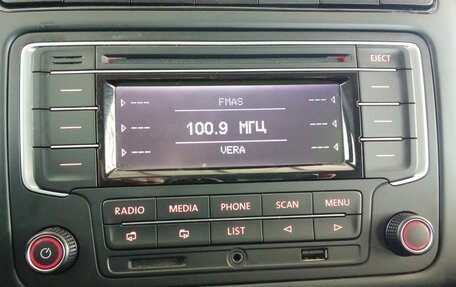 EJECT
--- FMAS ---
--- 100.9 МГЦ ---
--- VERA ---
RADIO MEDIA PHONE SCAN MENU
LIST